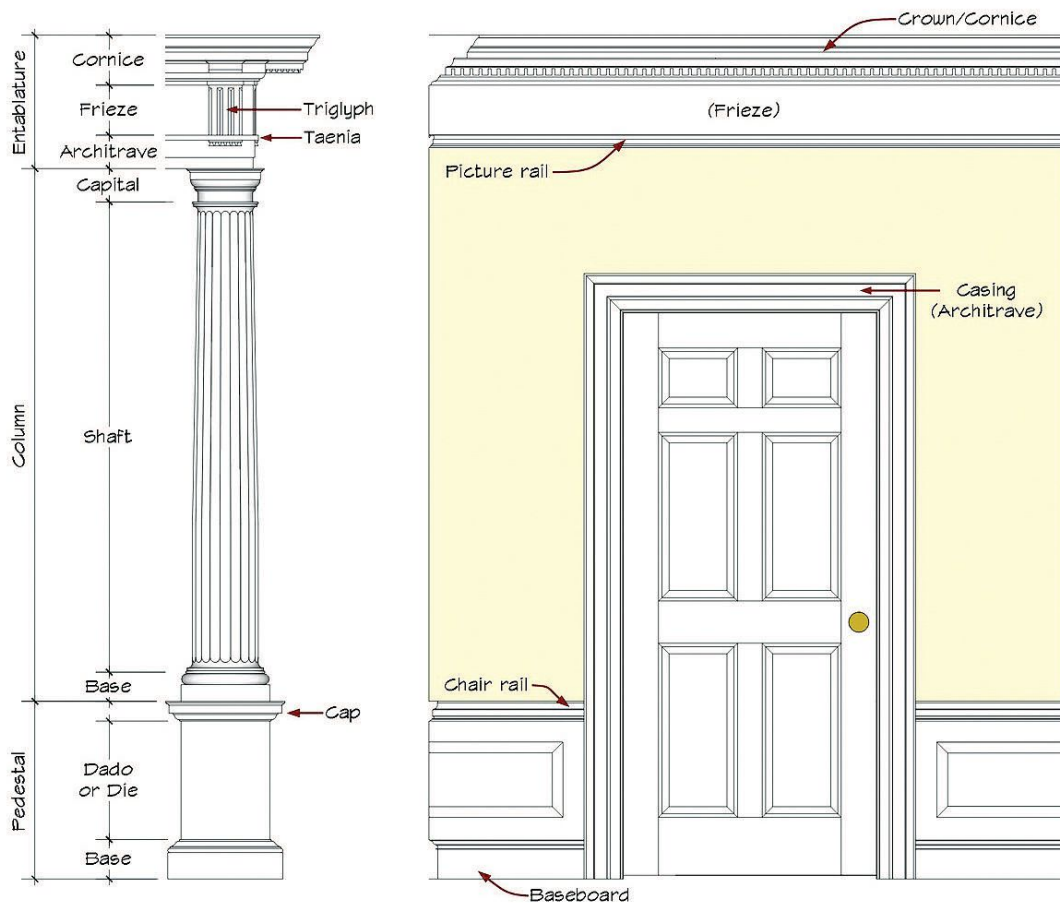 Crown/Cornice
Entablature
Cornice
Frieze
Triglyph
(Frieze)
Taenia
Architrave
Picture rail
Capital
Casing
(Architrave)
Column
Shaft
Base
Chair rail
Cap
Pedestal
Dado
or Die
Base
Baseboard